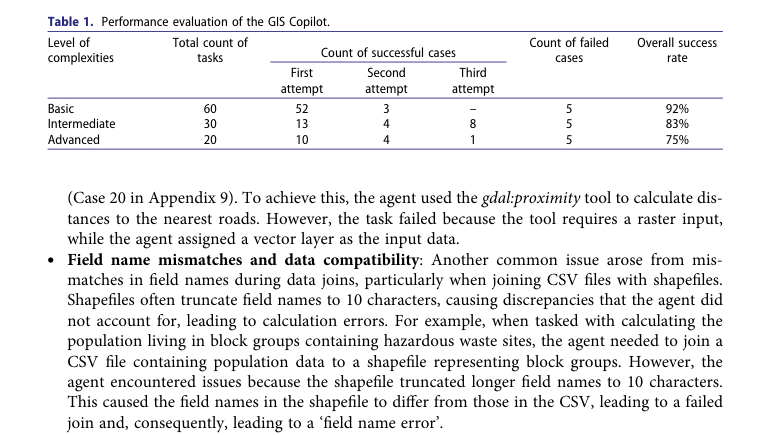 Table 1. Performance evaluation of the GIS Copilot.
Level of complexities Total count of tasks Count of successful cases Count of failed cases Overall success rate
First attempt Second attempt Third attempt
Basic 60 52 3 – 5 92%
Intermediate 30 13 4 8 5 83%
Advanced 20 10 4 1 5 75%
(Case 20 in Appendix 9). To achieve this, the agent used the gdal:proximity tool to calculate dis-
tances to the nearest roads. However, the task failed because the tool requires a raster input,
while the agent assigned a vector layer as the input data.
• Field name mismatches and data compatibility: Another common issue arose from mis-
matches in field names during data joins, particularly when joining CSV files with shapefiles.
Shapefiles often truncate field names to 10 characters, causing discrepancies that the agent did
not account for, leading to calculation errors. For example, when tasked with calculating the
population living in block groups containing hazardous waste sites, the agent needed to join a
CSV file containing population data to a shapefile representing block groups. However, the
agent encountered issues because the shapefile truncated longer field names to 10 characters.
This caused the field names in the shapefile to differ from those in the CSV, leading to a failed
join and, consequently, leading to a ‘field name error’.